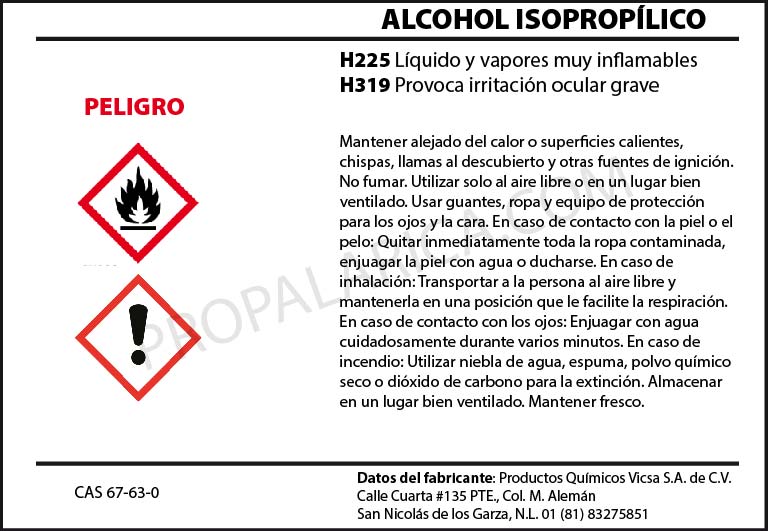 ALCOHOL ISOPROPÍLICO
H225 Líquido y vapores muy inflamables
H319 Provoca irritación ocular grave
PELIGRO
Mantener alejado del calor o superficies calientes,
chispas, llamas al descubierto y otras fuentes de ignición.
No fumar. Utilizar solo al aire libre o en un lugar bien
ventilado. Usar guantes, ropa y equipo de protección
para los ojos y la cara. En caso de contacto con la piel o el
pelo: Quitar inmediatamente toda la ropa contaminada,
enjuagar la piel con agua o ducharse. En caso de
inhalación: Transportar a la persona al aire libre y
mantenerla en una posición que le facilite la respiración.
En caso de contacto con los ojos: Enjuagar con agua
cuidadosamente durante varios minutos. En caso de
incendio: Utilizar niebla de agua, espuma, polvo químico
seco o dióxido de carbono para la extinción. Almacenar
en un lugar bien ventilado. Mantener fresco.
PROPALARICA.COM
CAS 67-63-0
Datos del fabricante: Productos Químicos Vicsa S.A. de C.V.
Calle Cuarta #135 PTE., Col. M. Alemán
San Nicolás de los Garza, N.L. 01 (81) 83275851